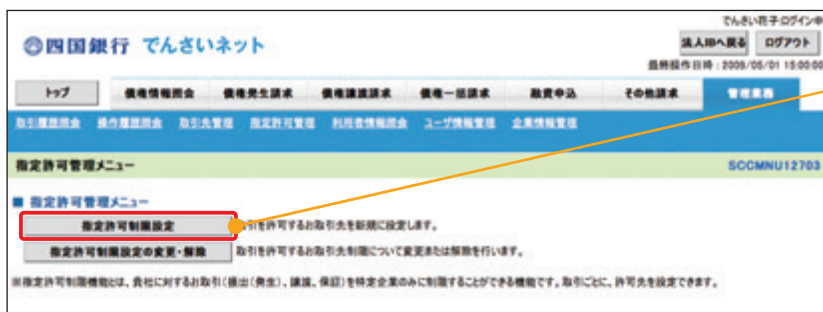 でんさい花子:ログイン中
四国銀行 でんさいネット
法人IBへ戻る ログアウト
最終操作日時:2009/05/01 15:00:00
トップ 債権情報照会 債権発生請求 債権譲渡請求 債権一括請求 融資申込 その他請求 管理業務
取引履歴照会 操作履歴照会 取引先管理 指定許可管理 利用者情報照会 ユーザ情報管理 企業情報管理
指定許可管理メニュー SCCMNU12703
■ 指定許可管理メニュー
指定許可制限設定 取引を許可するお取引先を新規に設定します。
指定許可制限設定の変更・解除 取引を許可するお取引先制限について変更または解除を行います。
※指定許可制限機能とは、貴社に対するお取引(振出(発生)、譲渡、保証)を特定企業のみに制限することができる機能です。取引ごとに、許可先を設定できます。